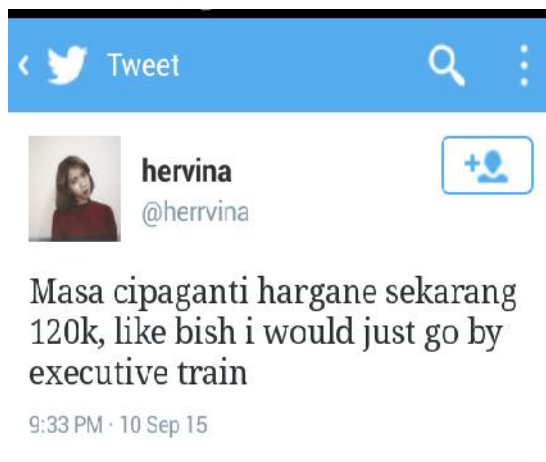 Tweet
hervina
@herrvina
Masa cipaganti hargane sekarang
120k, like bish i would just go by
executive train
9:33 PM · 10 Sep 15